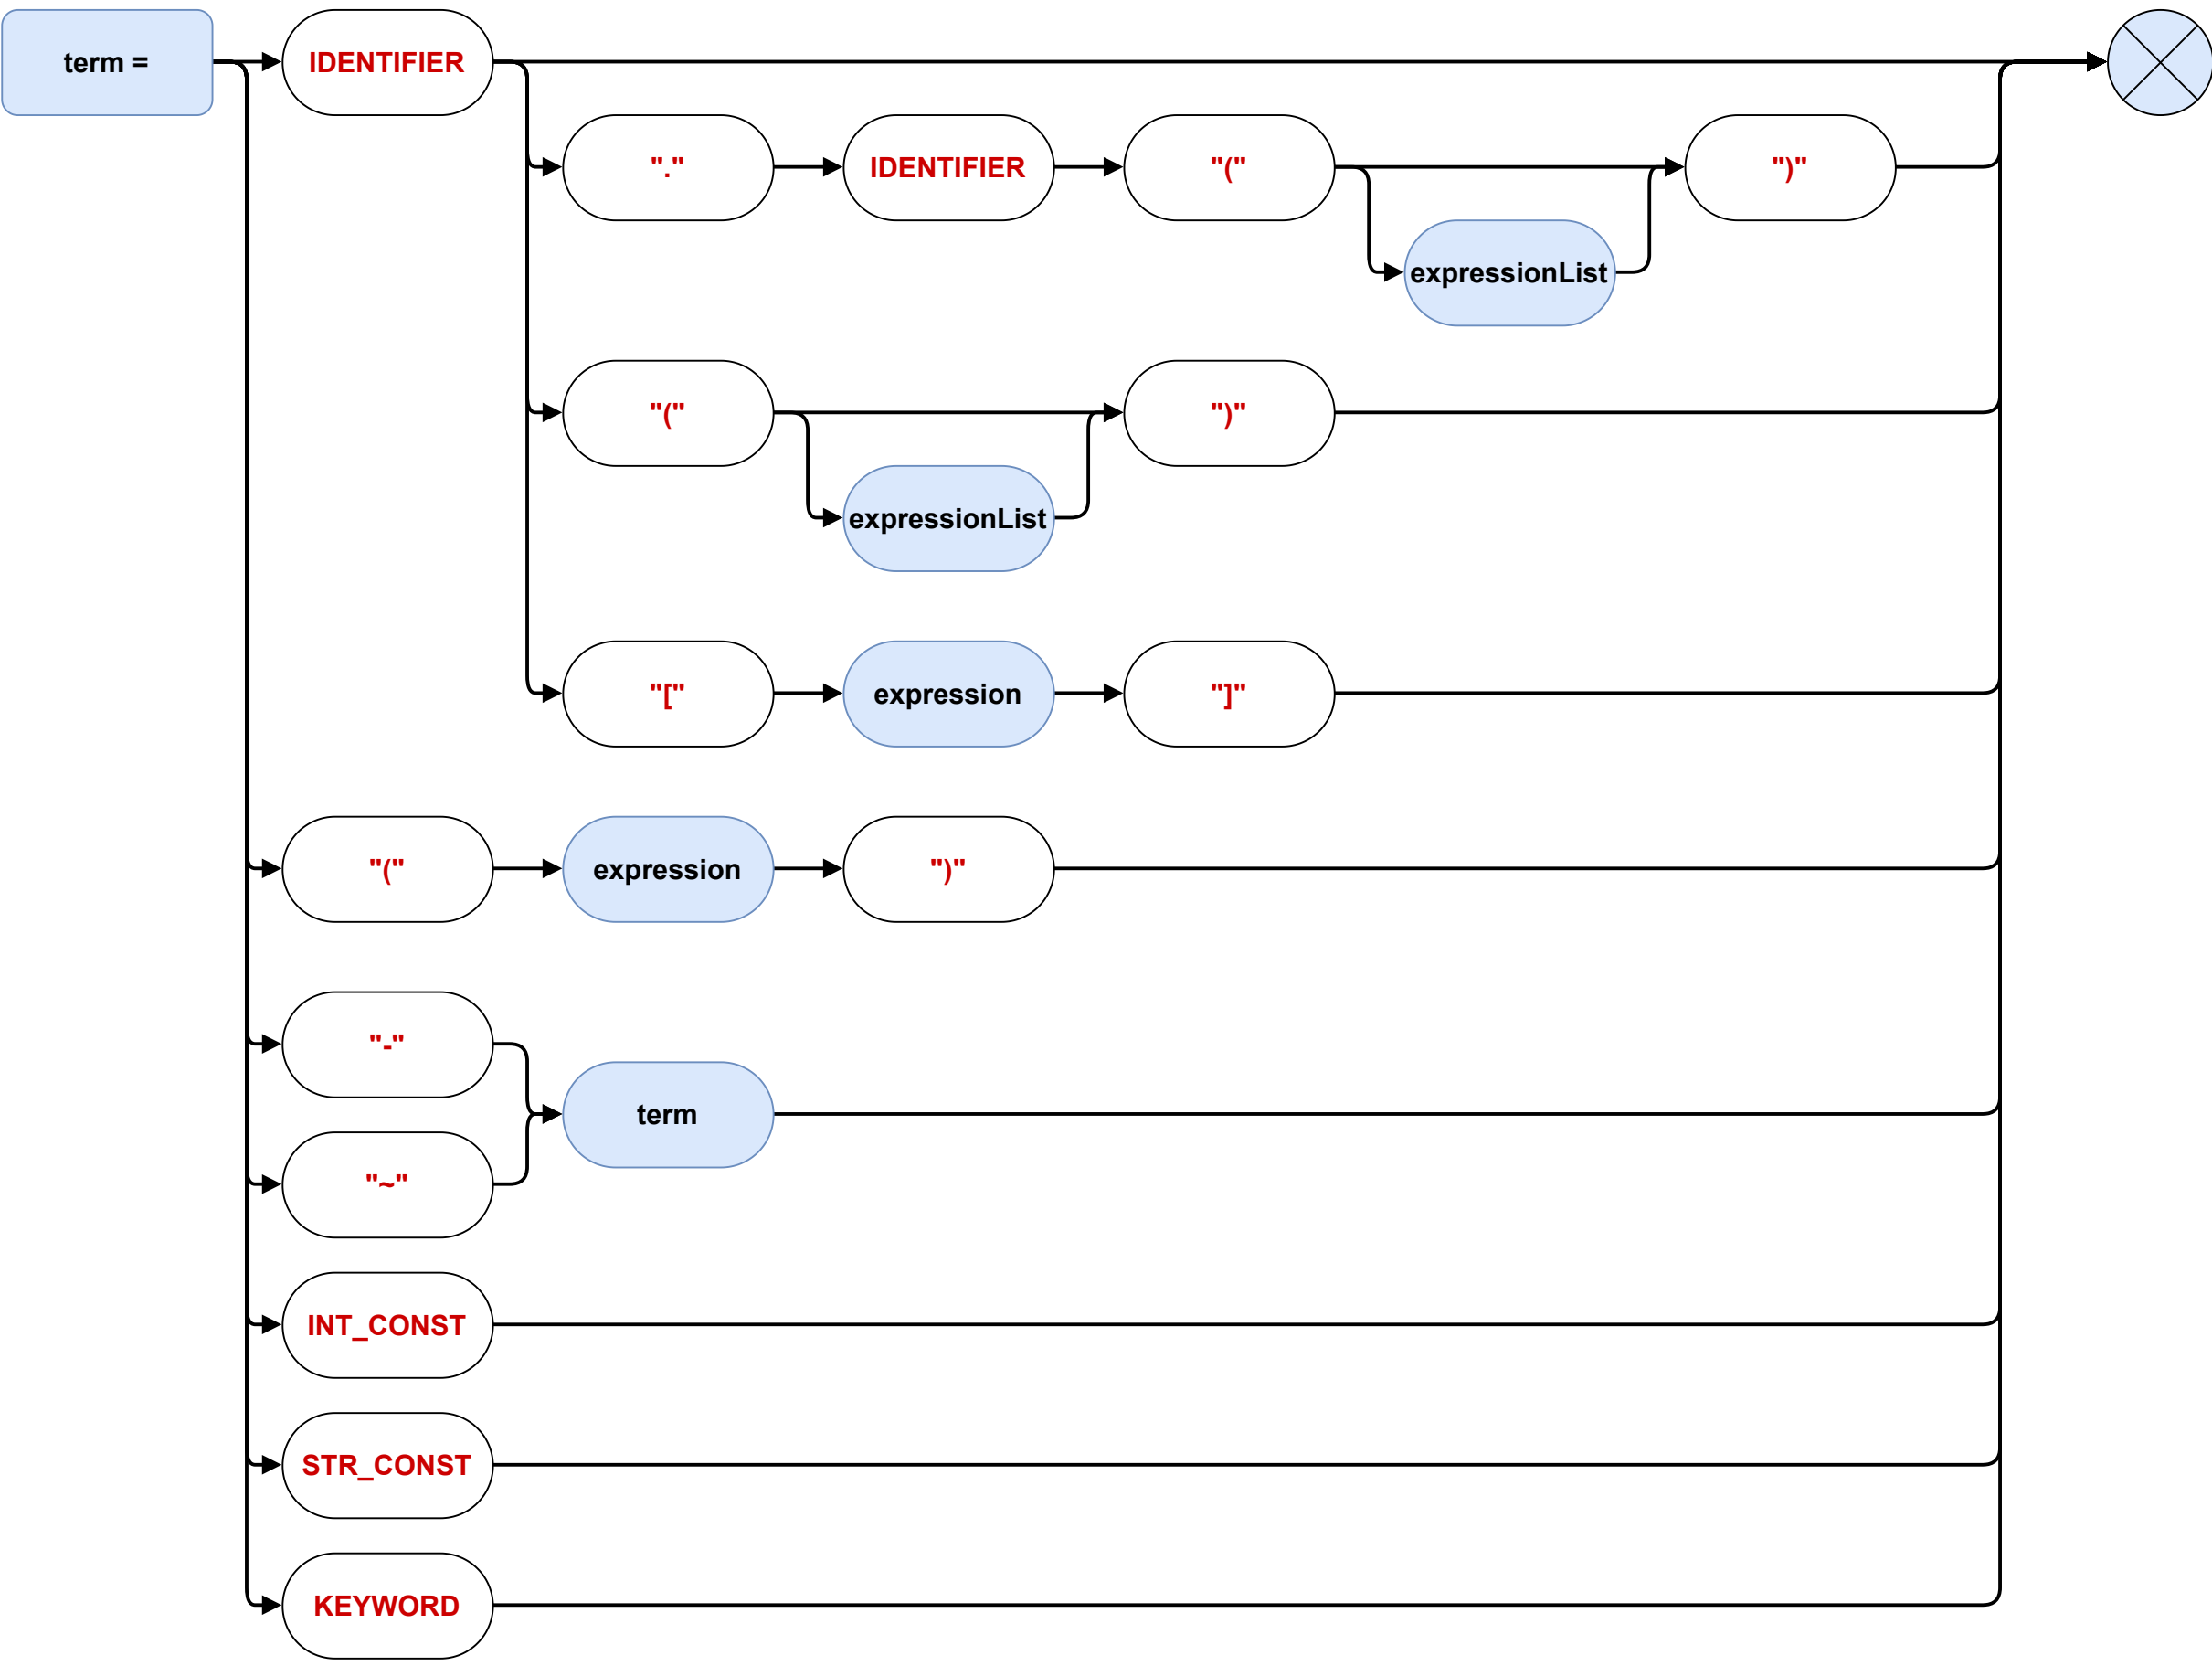 term =
IDENTIFIER
"."
IDENTIFIER
"("
")"
expressionList
"("
")"
expressionList
"["
expression
"]"
"("
expression
")"
"-"
term
"~"
INT_CONST
STR_CONST
KEYWORD